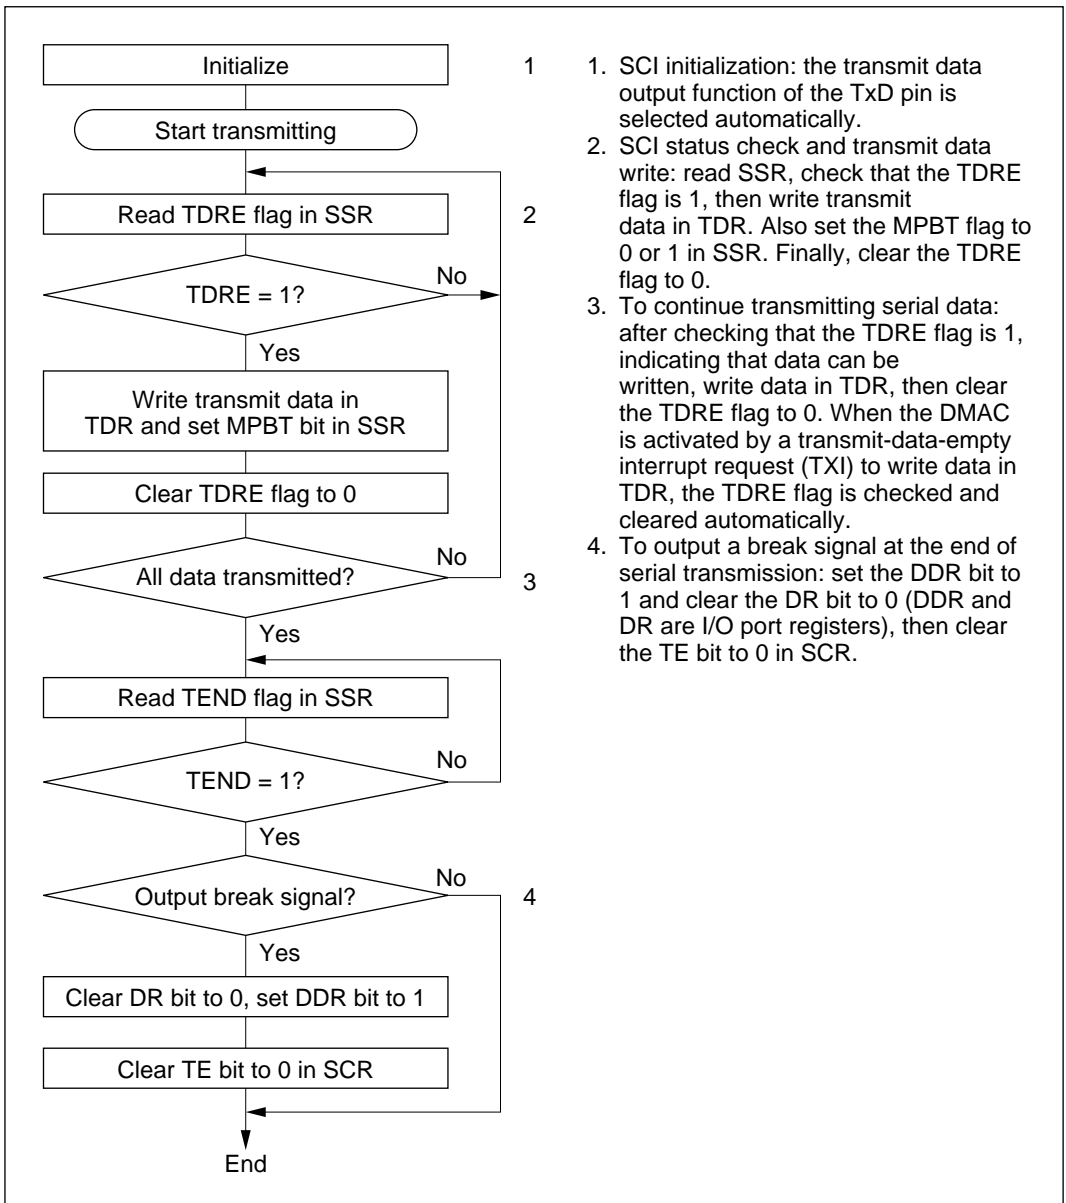 Initialize
1
Start transmitting
Read TDRE flag in SSR
2
TDRE = 1?
No
Yes
Write transmit data in
TDR and set MPBT bit in SSR
Clear TDRE flag to 0
All data transmitted?
No
3
Yes
Read TEND flag in SSR
TEND = 1?
No
Yes
Output break signal?
No
4
Yes
Clear DR bit to 0, set DDR bit to 1
Clear TE bit to 0 in SCR
End
1. SCI initialization: the transmit data
output function of the TxD pin is
selected automatically.
2. SCI status check and transmit data
write: read SSR, check that the TDRE
flag is 1, then write transmit
data in TDR. Also set the MPBT flag to
0 or 1 in SSR. Finally, clear the TDRE
flag to 0.
3. To continue transmitting serial data:
after checking that the TDRE flag is 1,
indicating that data can be
written, write data in TDR, then clear
the TDRE flag to 0. When the DMAC
is activated by a transmit-data-empty
interrupt request (TXI) to write data in
TDR, the TDRE flag is checked and
cleared automatically.
4. To output a break signal at the end of
serial transmission: set the DDR bit to
1 and clear the DR bit to 0 (DDR and
DR are I/O port registers), then clear
the TE bit to 0 in SCR.